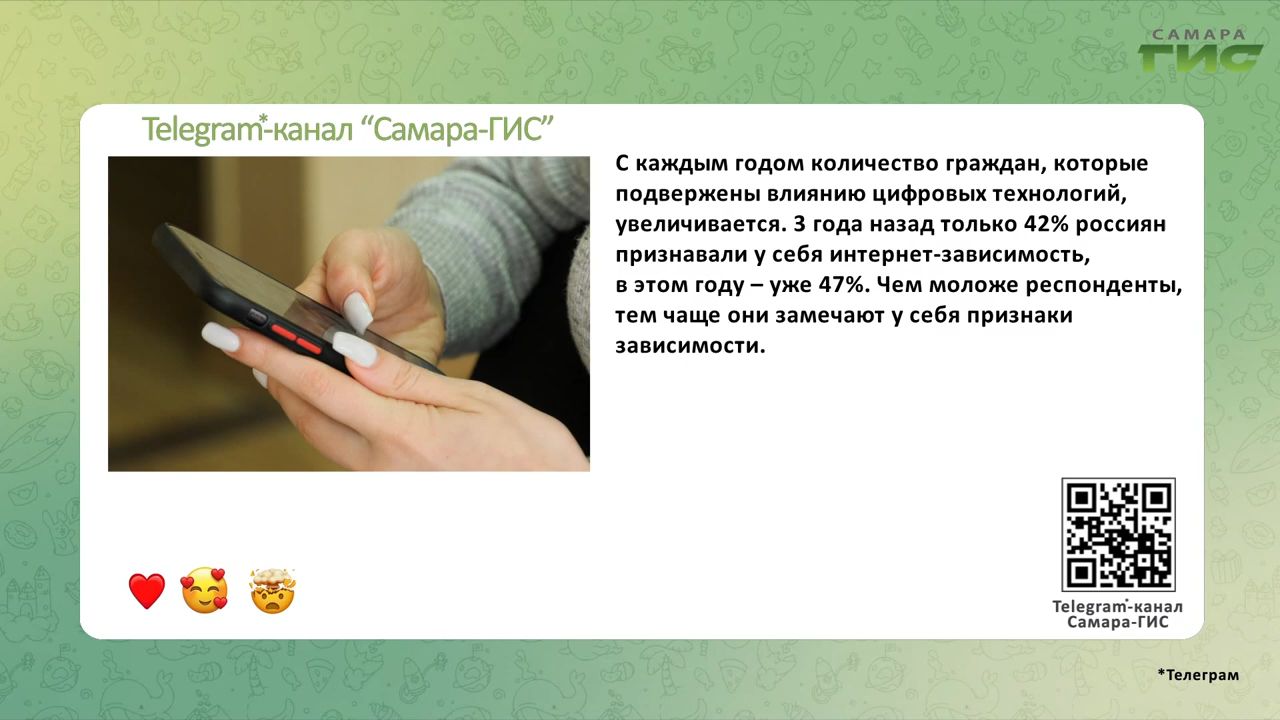 САМАРА
ГИС
Telegram*-канал “Самара-ГИС”
С каждым годом количество граждан, которые
подвержены влиянию цифровых технологий,
увеличивается. 3 года назад только 42% россиян
признавали у себя интернет-зависимость,
в этом году – уже 47%. Чем моложе респонденты,
тем чаще они замечают у себя признаки
зависимости.
Telegram*-канал
Самара-ГИС
*Телеграм